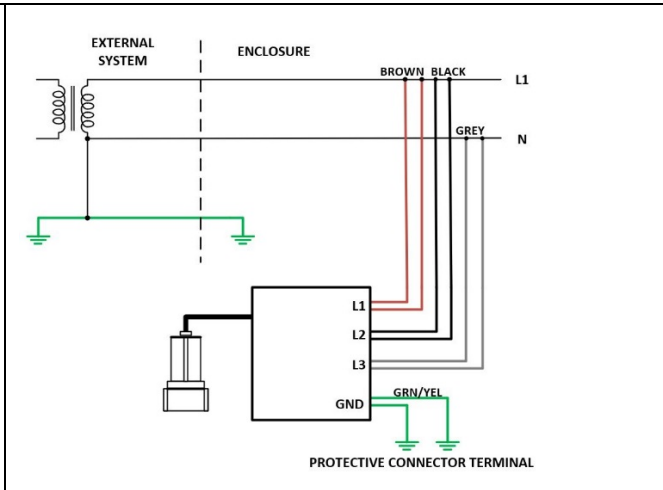 EXTERNAL
SYSTEM
ENCLOSURE
BROWN BLACK
L1
GREY
N
L1
L2
L3
GRN/YEL
GND
PROTECTIVE CONNECTOR TERMINAL